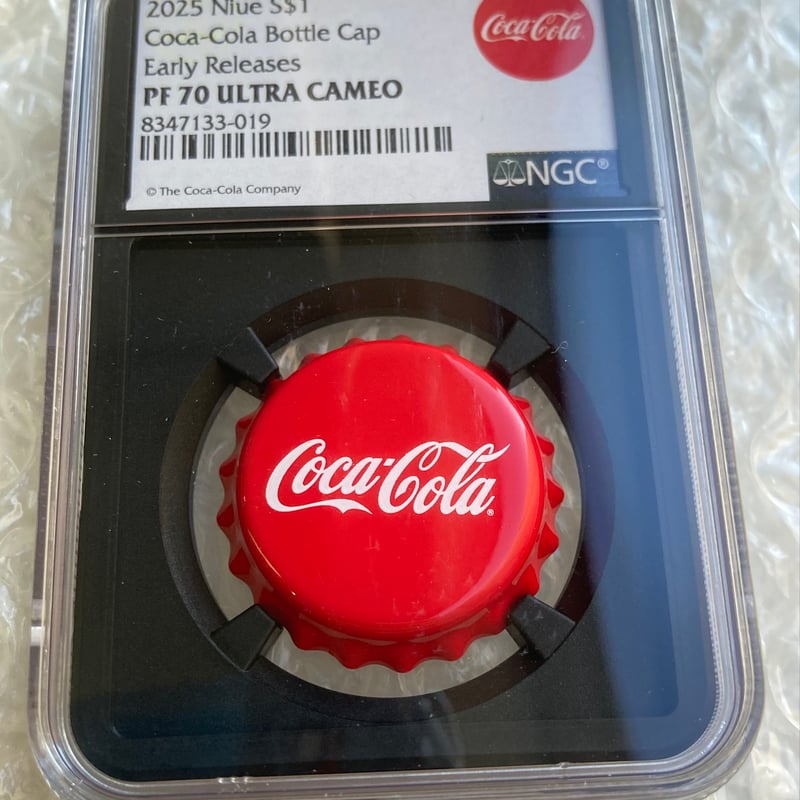 2025 Niue S$1
Coca-Cola Bottle Cap
Early Releases
PF 70 ULTRA CAMEO
8347133-019
© The Coca-Cola Company
Coca-Cola
NGC®
Coca-Cola®